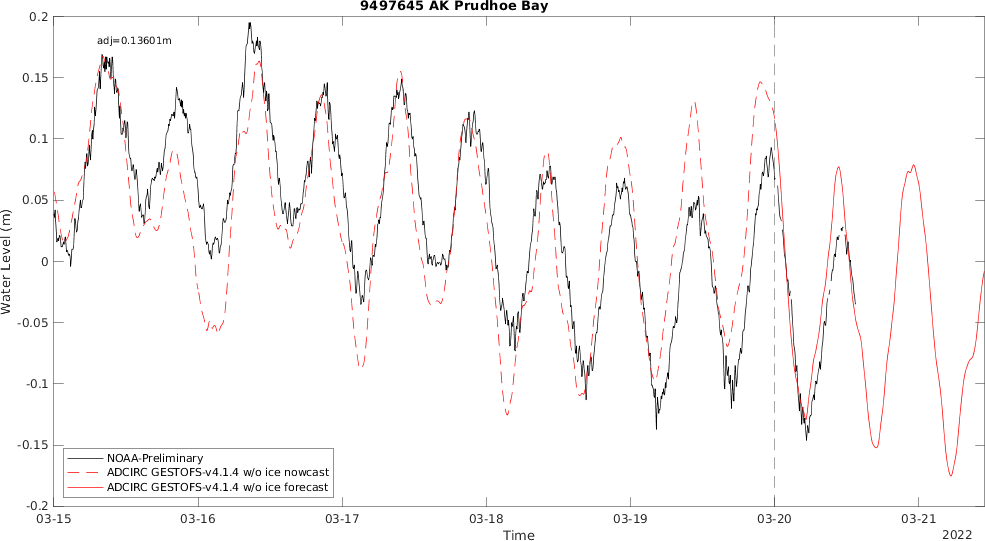 9497645 AK Prudhoe Bay
adj=0.13601m
0.2
0.15
0.1
0.05
0
-0.05
-0.1
-0.15
-0.2
Water Level (m)
NOAA-Preliminary
ADCIRC GESTOFS-v4.1.4 w/o ice nowcast
ADCIRC GESTOFS-v4.1.4 w/o ice forecast
03-15 03-16 03-17 03-18 03-19 03-20 03-21
Time
2022